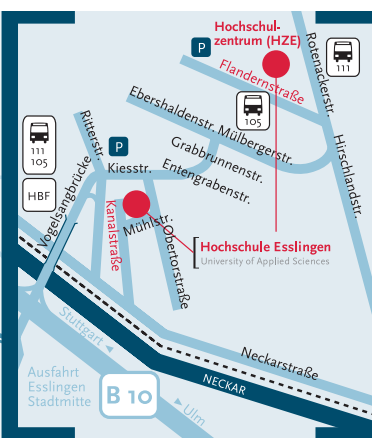 Hochschul-
zentrum (HZE)
P
Flandernstraße
Rotenackerstr.
111
Ebershaldenstr.
Mülbergerstr.
105
Hirschlandstr.
Ritterstr.
P
111
105
HBF
Vogelsangbrücke
Kiesstr.
Grabbrunnenstr.
Entengrabenstr.
Kanalstraße
Mühlstr.
Obertorstraße
Hochschule Esslingen
University of Applied Sciences
Stuttgart
Neckarstraße
NECKAR
Ausfahrt
Esslingen
Stadtmitte
B 10
Ulm